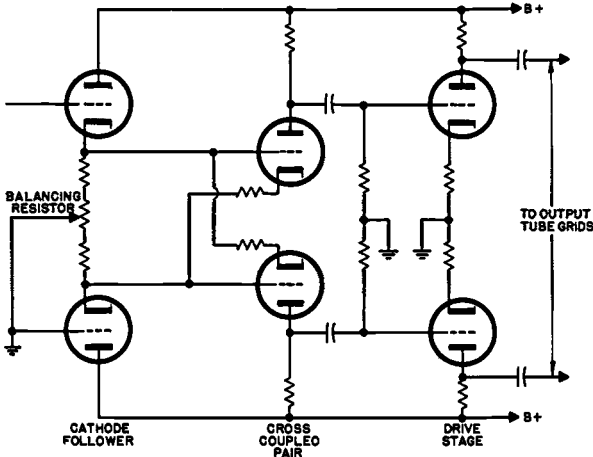 B+
BALANCING
RESISTOR
TO OUTPUT
TUBE GRIDS
B+
CATHODE
FOLLOWER
CROSS
COUPLEO
PAIR
DRIVE
STAGE